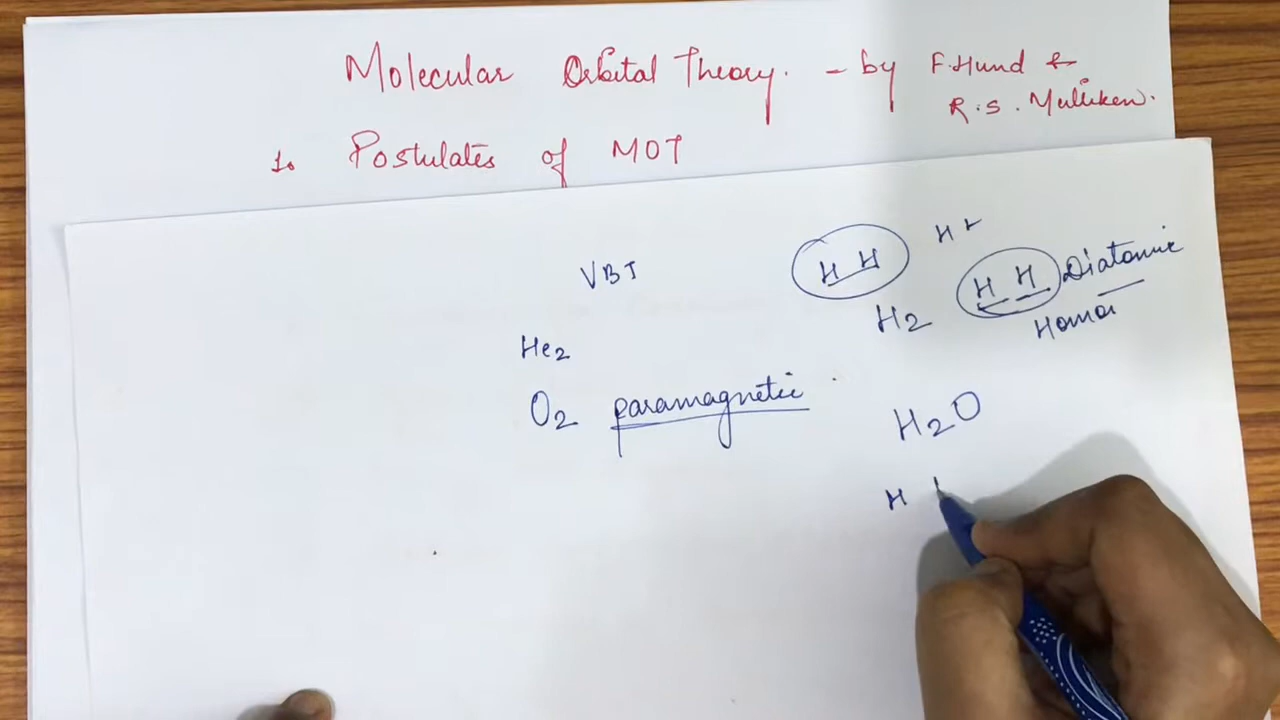 Molecular Orbital Theory. - by F.Hund &
R.S. Mulliken.
1. Postulates of MOT
VBT
H H
H H Diatomic
H2
Homo
He2
O2 paramagnetic
H2O
H